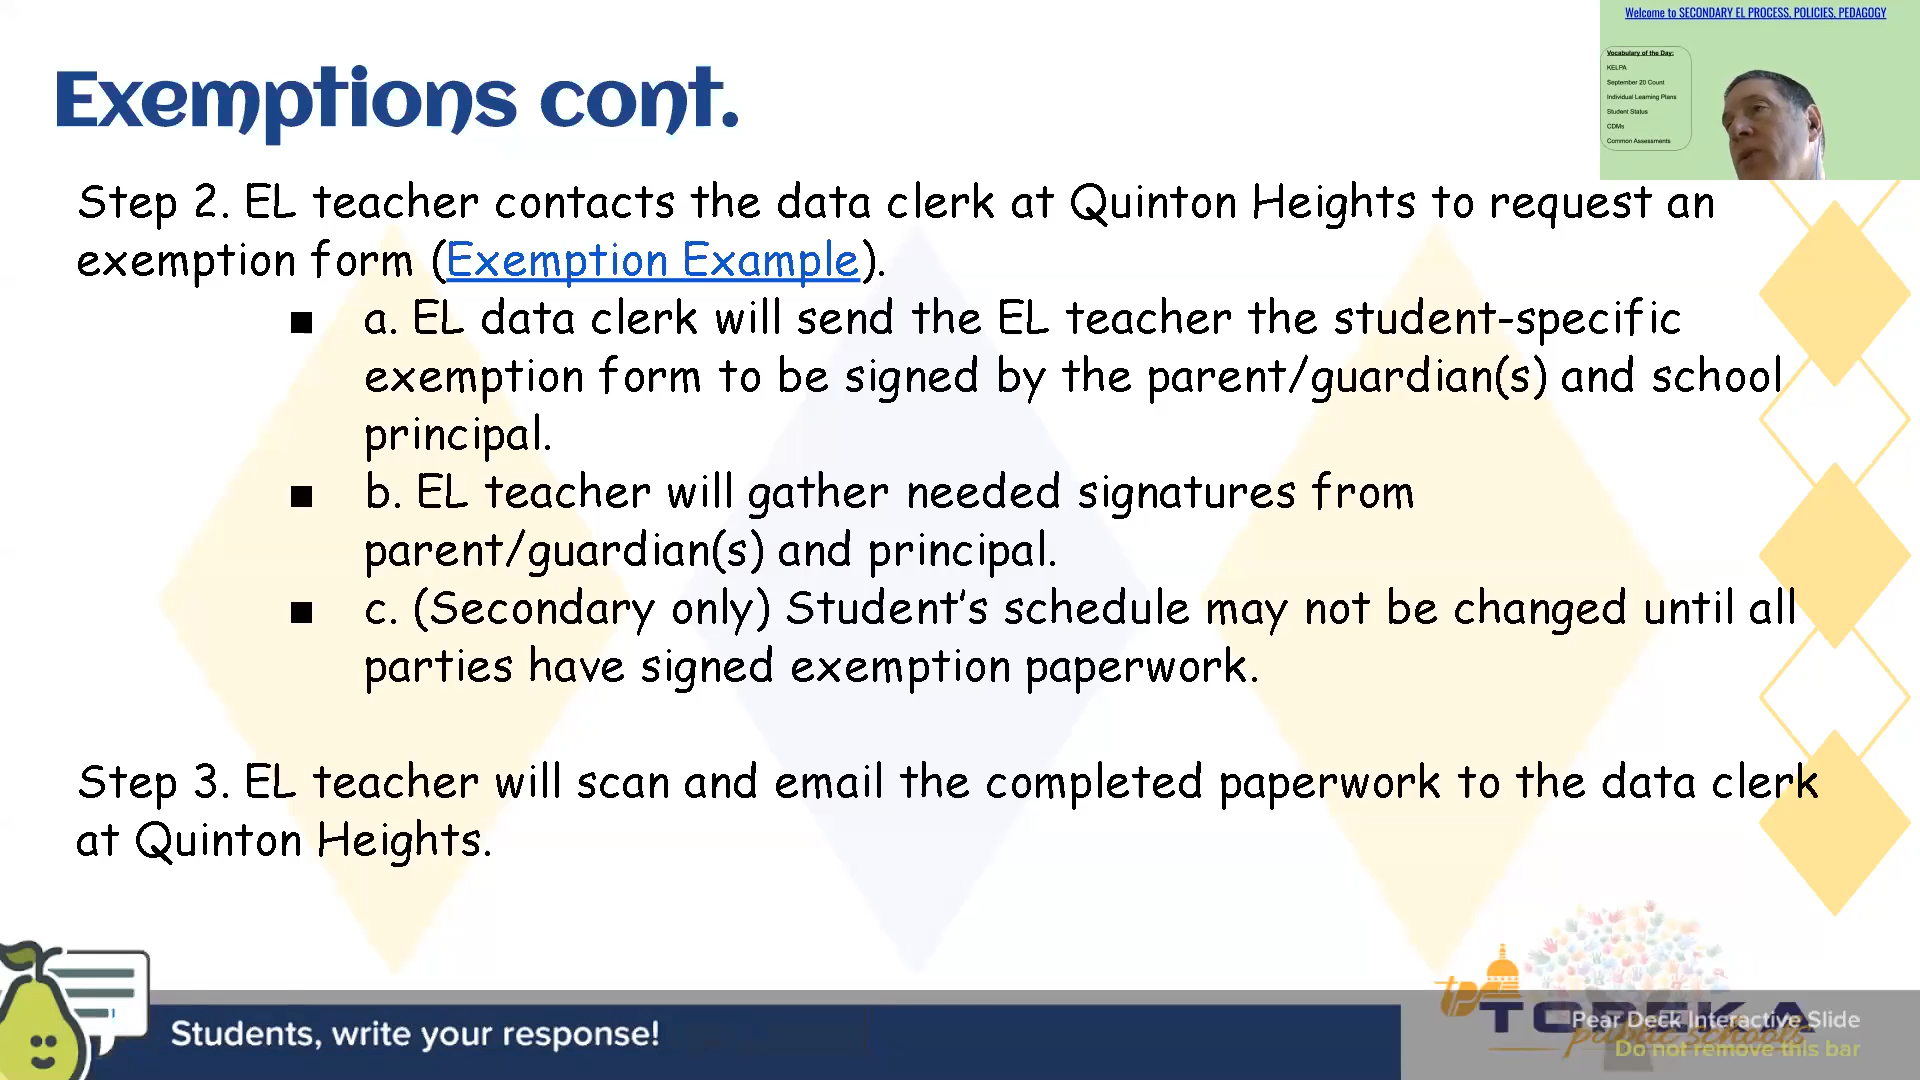 Welcome to SECONDARY EL PROCESS, POLICIES, PEDAGOGY
Vocabulary of the Day:
KELPA
September 20 Count
Individual Learning Plans
Student Status
CDMs
Common Assessments
Exemptions cont.
Step 2. EL teacher contacts the data clerk at Quinton Heights to request an
exemption form (Exemption Example).
■ a. EL data clerk will send the EL teacher the student-specific
exemption form to be signed by the parent/guardian(s) and school
principal.
■ b. EL teacher will gather needed signatures from
parent/guardian(s) and principal.
■ c. (Secondary only) Student's schedule may not be changed until all
parties have signed exemption paperwork.
Step 3. EL teacher will scan and email the completed paperwork to the data clerk
at Quinton Heights.
Students, write your response!
tps
TOPEKA
public schools
Pear Deck Interactive Slide
Do not remove this bar